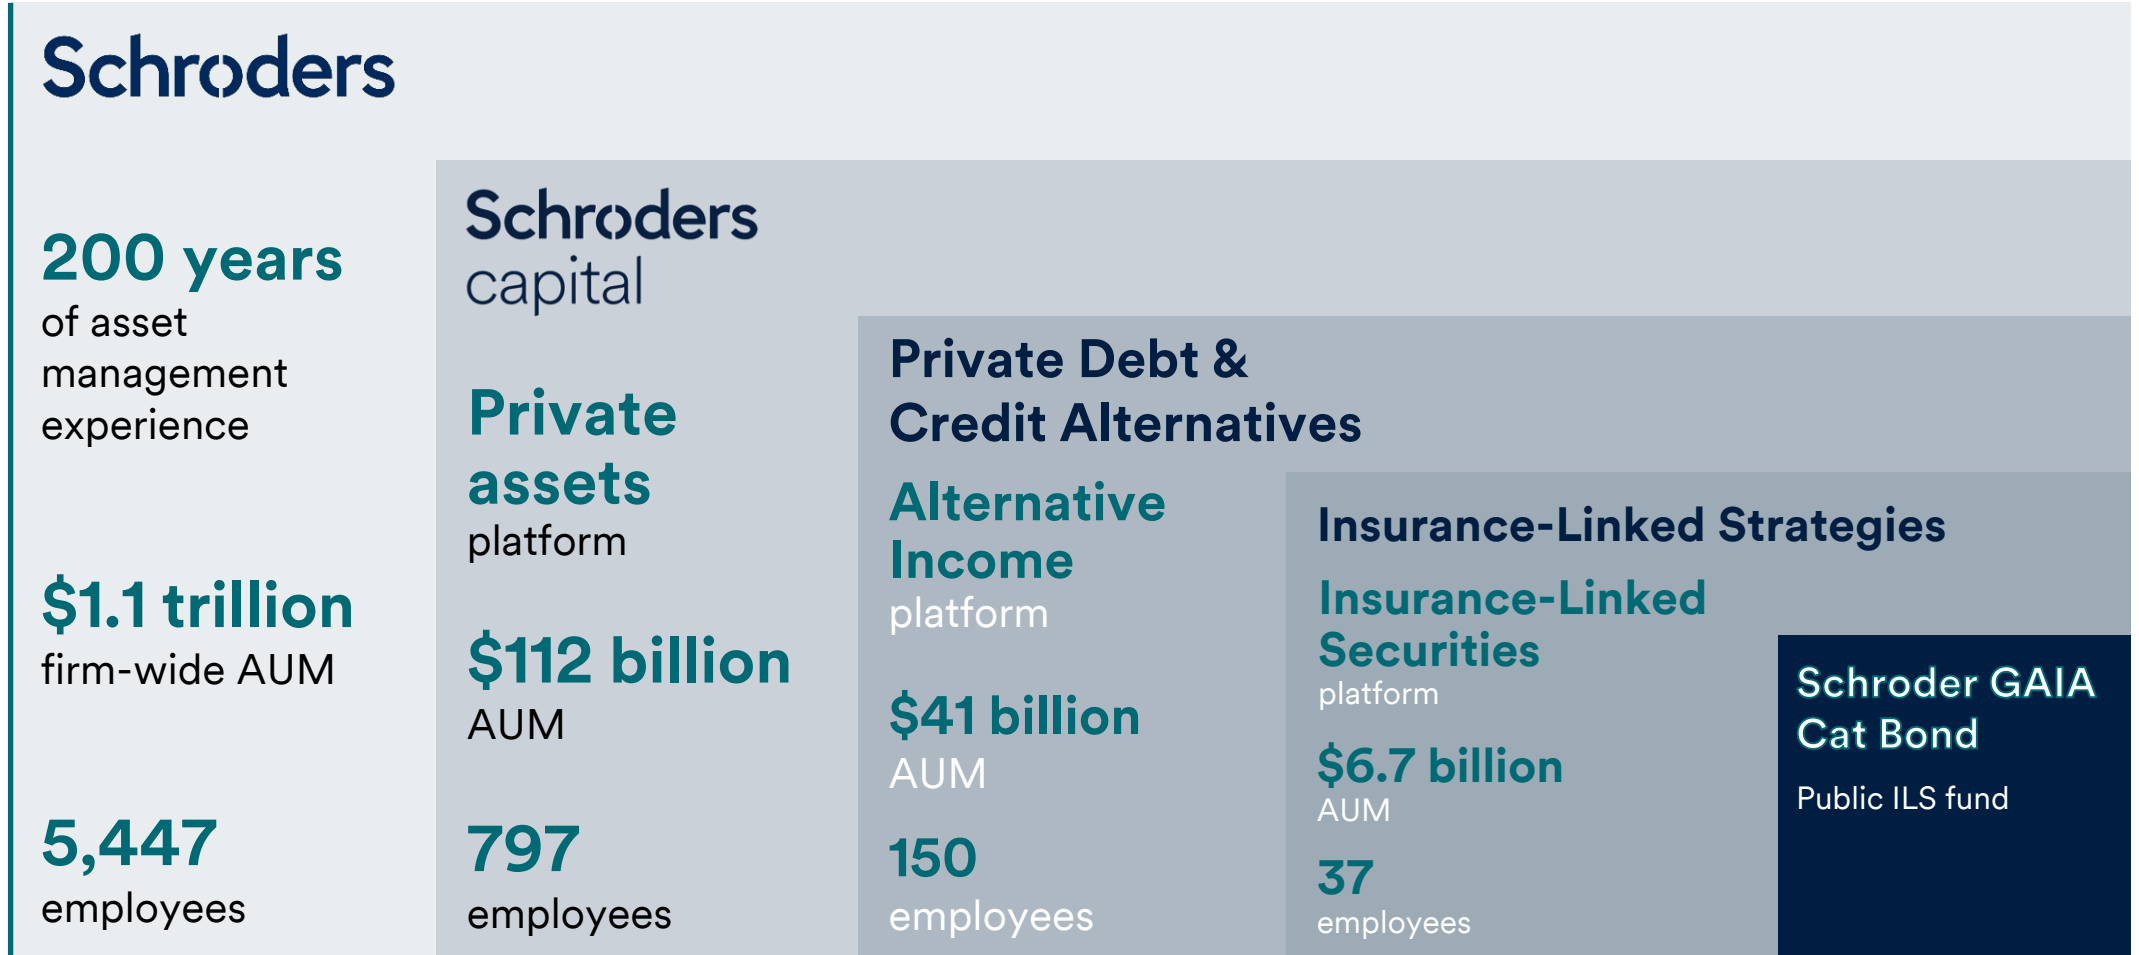 Schroders
200 years
of asset
management
experience
$1.1 trillion
firm-wide AUM
5,447
employees
Schroders
capital
Private
assets
platform
$112 billion
AUM
797
employees
Private Debt &
Credit Alternatives
Alternative
Income
platform
$41 billion
AUM
150
employees
Insurance-Linked Strategies
Insurance-Linked
Securities
platform
$6.7 billion
AUM
37
employees
Schroder GAIA
Cat Bond
Public ILS fund